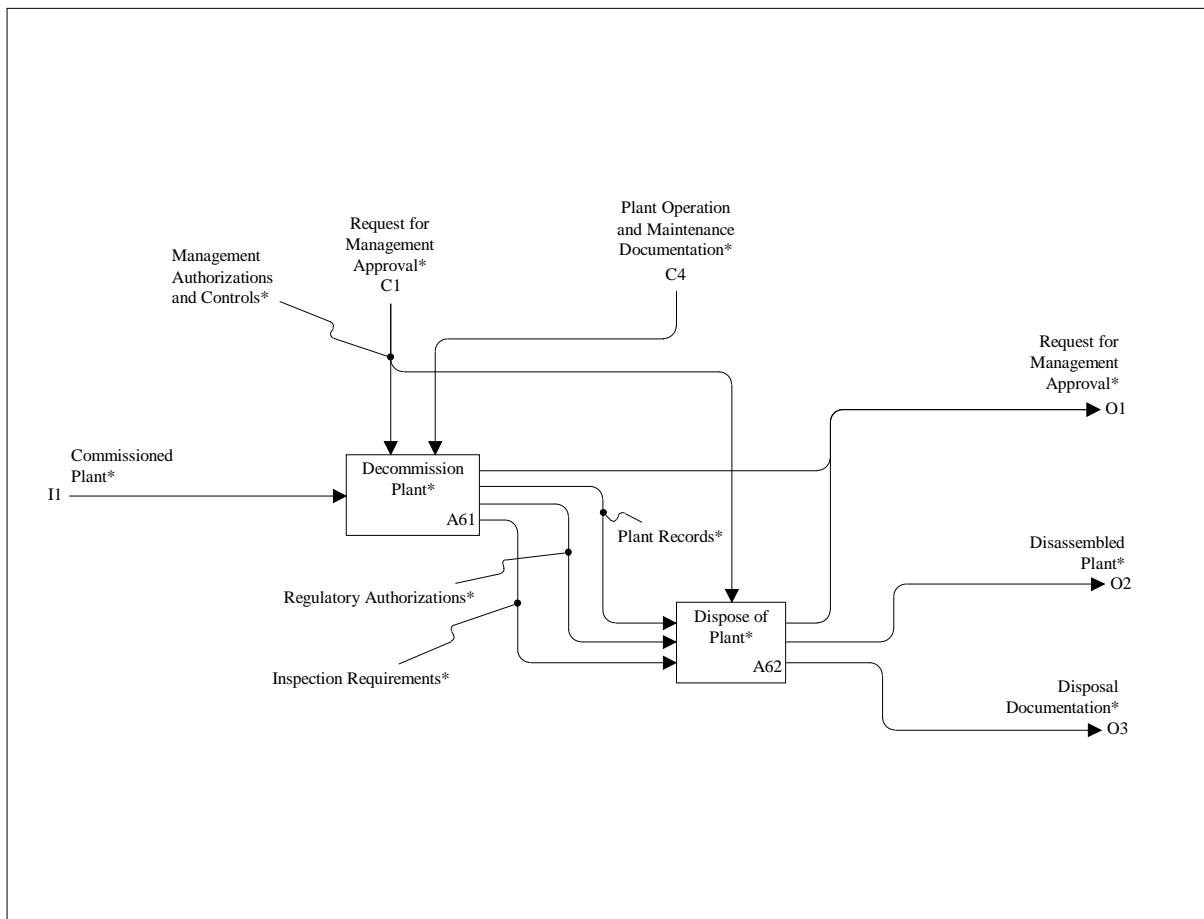 Plant Operation
and Maintenance
Documentation*
C4
Request for
Management
Approval*
C1
Management
Authorizations
and Controls*
Request for
Management
Approval*
O1
Commissioned
Plant*
I1
Decommission
Plant*
A61
Plant Records*
Regulatory Authorizations*
Inspection Requirements*
Disassembled
Plant*
O2
Dispose of
Plant*
A62
Disposal
Documentation*
O3